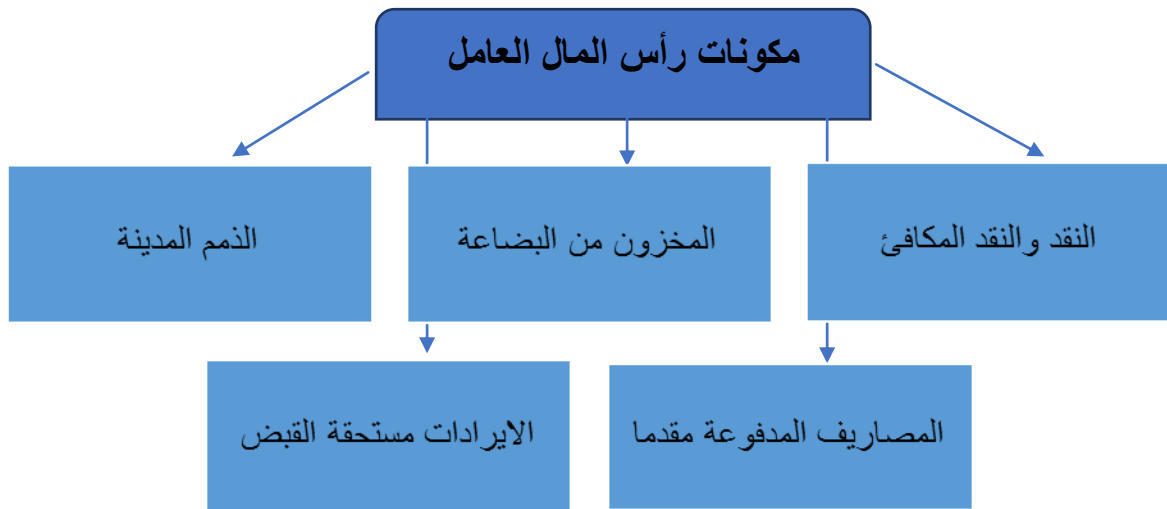 مكونات رأس المال العامل
النقد والنقد المكافئ
المخزون من البضاعة
الذمم المدينة
المصاريف المدفوعة مقدما
الايرادات مستحقة القبض